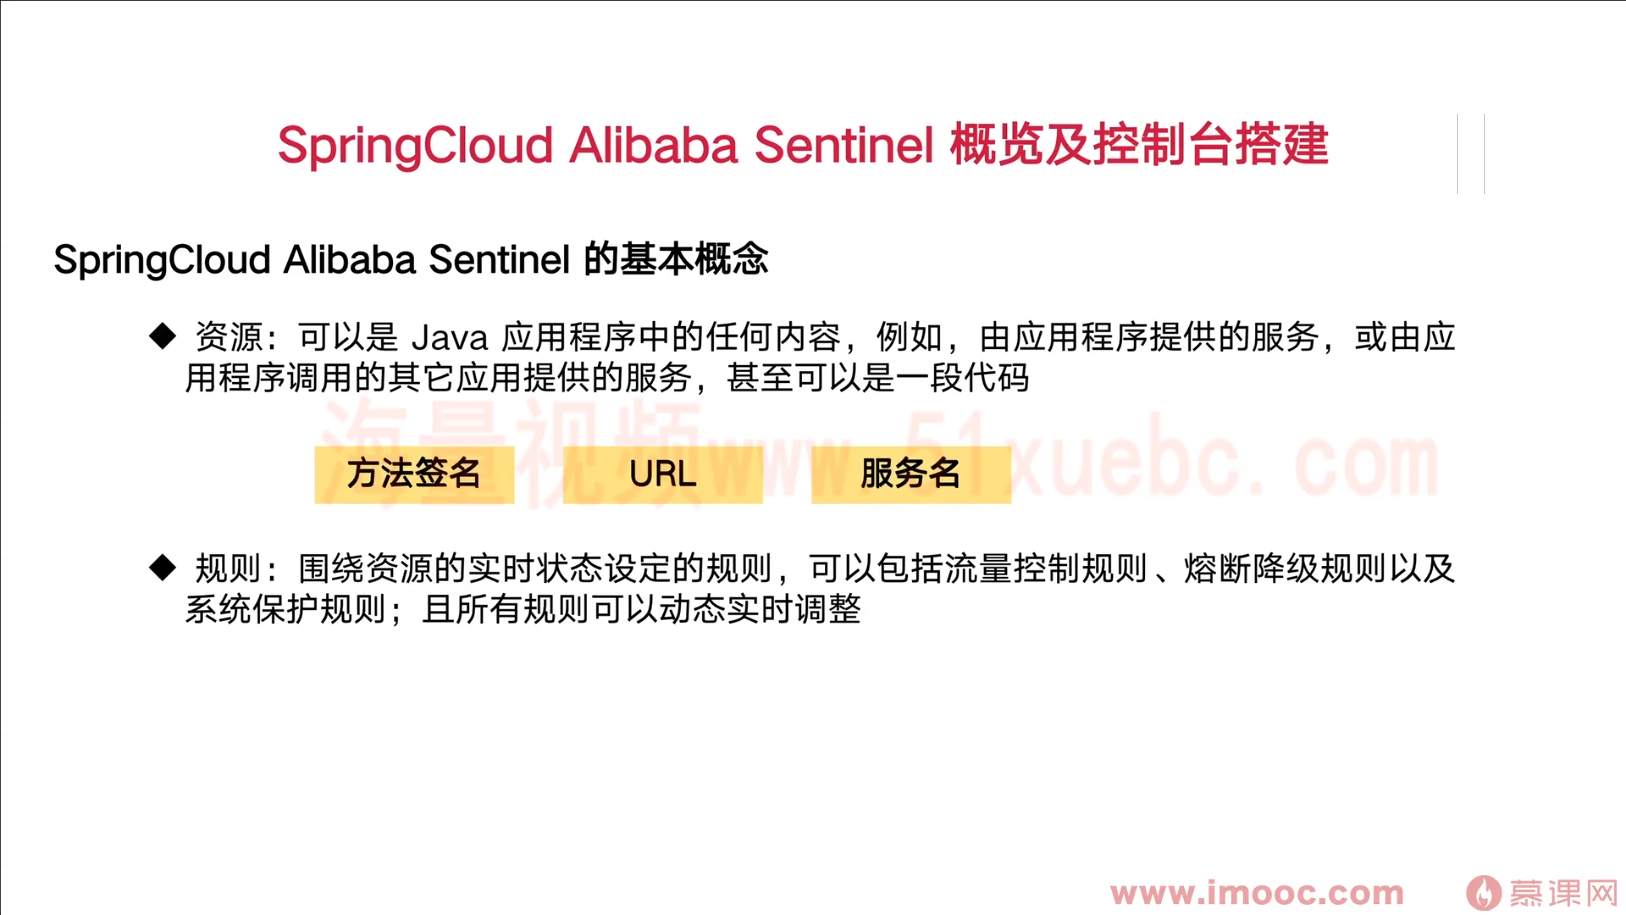 SpringCloud Alibaba Sentinel 概览及控制台搭建
SpringCloud Alibaba Sentinel 的基本概念
◆ 资源：可以是 Java 应用程序中的任何内容，例如，由应用程序提供的服务，或由应
用程序调用的其它应用提供的服务，甚至可以是一段代码
海量视频www.51xuebc.com
方法签名 URL 服务名
◆ 规则：围绕资源的实时状态设定的规则，可以包括流量控制规则、熔断降级规则以及
系统保护规则；且所有规则可以动态实时调整
www.imooc.com 慕课网